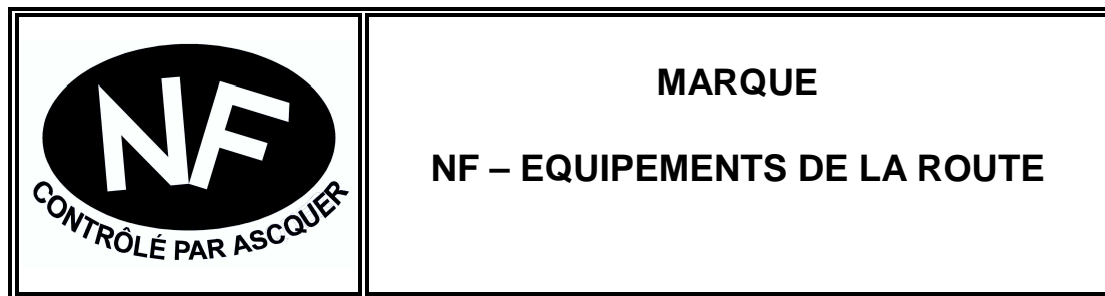 NF
CONTRÔLÉ PAR ASCQUER
MARQUE
NF – EQUIPEMENTS DE LA ROUTE